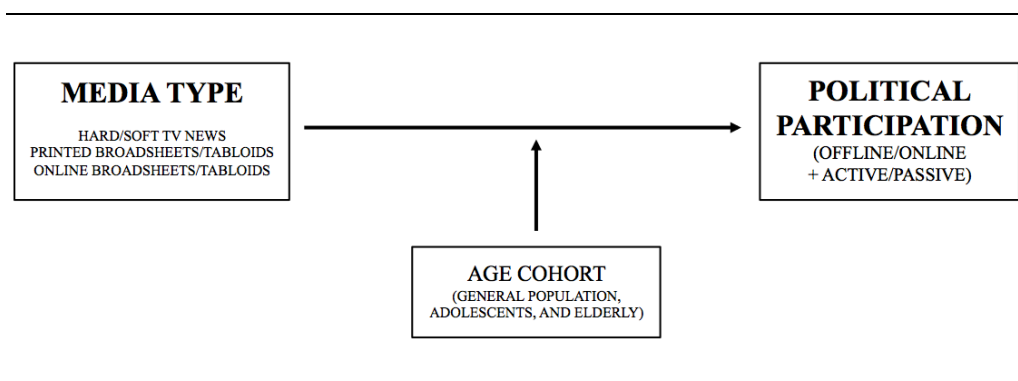 MEDIA TYPE
HARD/SOFT TV NEWS
PRINTED BROADSHEETS/TABLOIDS
ONLINE BROADSHEETS/TABLOIDS
POLITICAL
PARTICIPATION
(OFFLINE/ONLINE
+ ACTIVE/PASSIVE)
AGE COHORT
(GENERAL POPULATION,
ADOLESCENTS, AND ELDERLY)